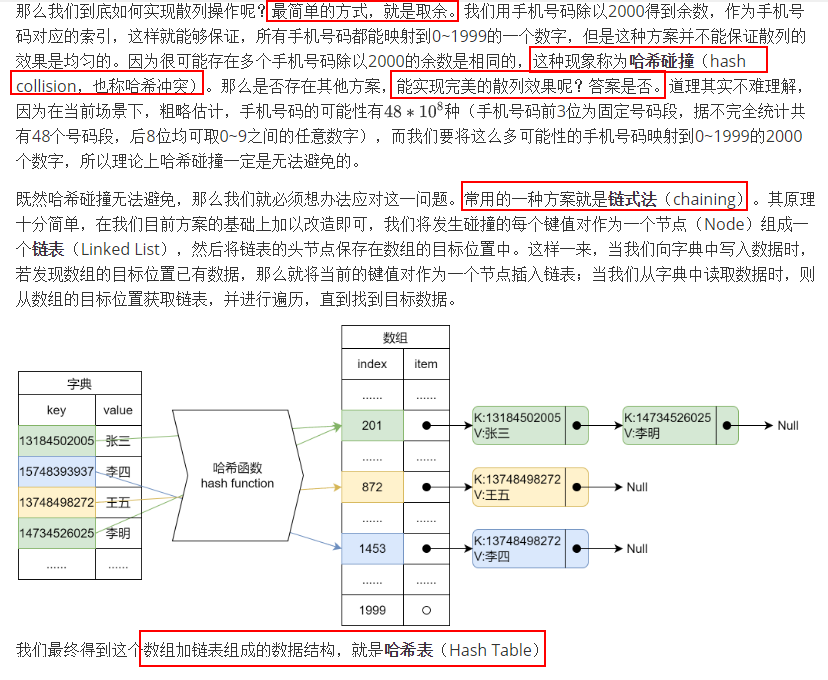 那么我们到底如何实现散列操作呢？最简单的方式，就是取余。我们用手机号码除以2000得到余数，作为手机号
码对应的索引，这样就能够保证，所有手机号码都能映射到0~1999的一个数字，但是这种方案并不能保证散列的
效果是均匀的。因为很可能存在多个手机号码除以2000的余数是相同的，这种现象称为哈希碰撞（hash
collision，也称哈希冲突）。那么是否存在其他方案，能实现完美的散列效果呢？答案是否。道理其实不难理解，
因为在当前场景下，粗略估计，手机号码的可能性有48 * 10⁸种（手机号码前3位为固定号码段，据不完全统计共
有48个号码段，后8位均可取0~9之间的任意数字），而我们要将这么多可能性的手机号码映射到0~1999的2000
个数字，所以理论上哈希碰撞一定是无法避免的。
既然哈希碰撞无法避免，那么我们就必须想办法应对这一问题。常用的一种方案就是链式法（chaining）。其原理
十分简单，在我们目前方案的基础上加以改造即可，我们将发生碰撞的每个键值对作为一个节点（Node）组成一
个链表（Linked List），然后将链表的头节点保存在数组的目标位置中。这样一来，当我们向字典中写入数据时，
若发现数组的目标位置已有数据，那么就将当前的键值对作为一个节点插入链表；当我们从字典中读取数据时，则
从数组的目标位置获取链表，并进行遍历，直到找到目标数据。
字典
key value
13184502005 张三
15748393937 李四
13748498272 王五
14734526025 李明
...... ......
哈希函数
hash function
数组
index item
...... ......
201
...... ......
872
...... ......
1453
...... ......
1999
K:13184502005
V:张三
K:14734526025
V:李明
Null
K:13748498272
V:王五
Null
K:13748498272
V:李四
Null
我们最终得到这个数组加链表组成的数据结构，就是哈希表（Hash Table）